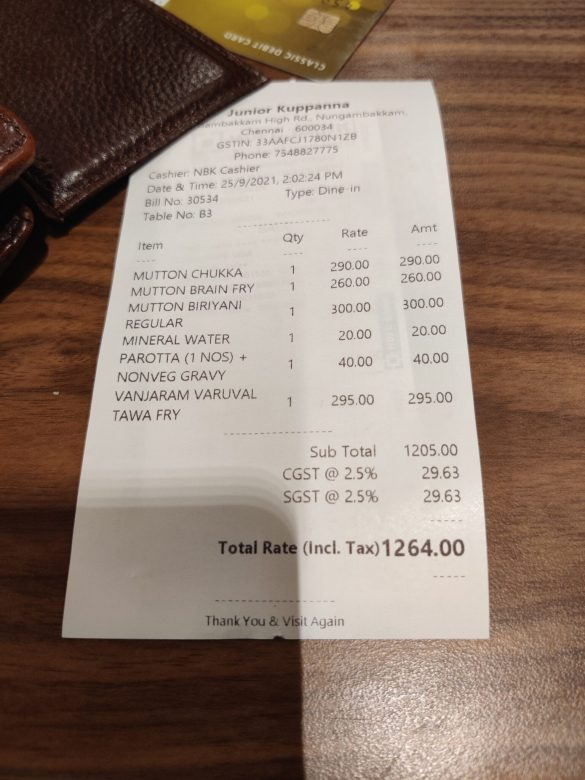 CLASSIC DEBIT CARD
Junior Kuppanna
High Rd., Nungambakkam,
Chennai - 600034
GSTIN: 33AAFCJ1780N1ZB
Phone: 7548827775
Cashier: NBK Cashier
Date & Time: 25/9/2021, 2:02:24 PM
Bill No: 30534 Type: Dine-in
Table No: B3
Item Qty Rate Amt
MUTTON CHUKKA 1 290.00 290.00
MUTTON BRAIN FRY 1 260.00 260.00
MUTTON BIRIYANI 1 300.00 300.00
REGULAR
MINERAL WATER 1 20.00 20.00
PAROTTA (1 NOS) + 1 40.00 40.00
NONVEG GRAVY
VANJARAM VARUVAL 1 295.00 295.00
TAWA FRY
Sub Total 1205.00
CGST @ 2.5% 29.63
SGST @ 2.5% 29.63
Total Rate (Incl. Tax) 1264.00
Thank You & Visit Again